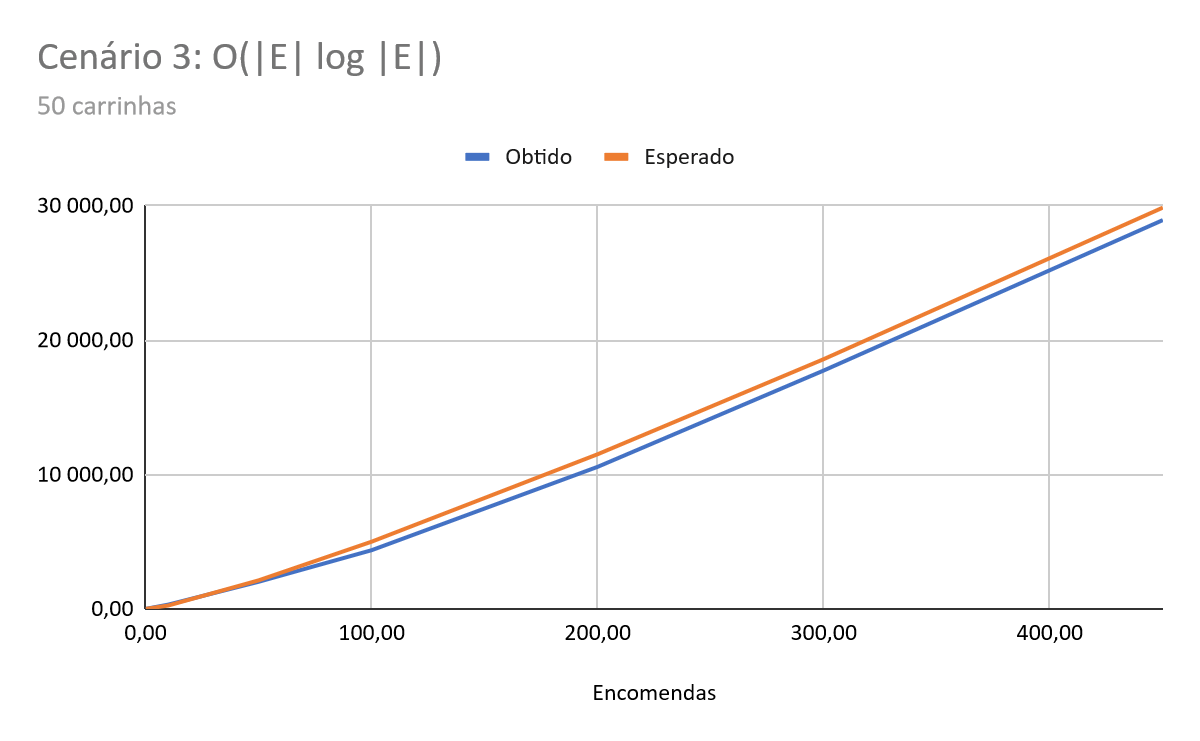 Cenário 3: O(|E| log |E|)
50 carrinhas
Obtido Esperado
30 000,00
20 000,00
10 000,00
0,00
0,00 100,00 200,00 300,00 400,00
Encomendas